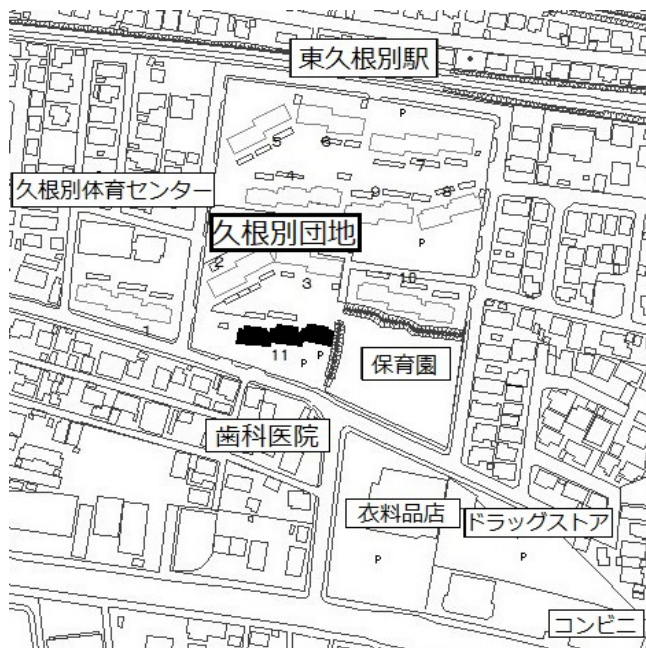 東久根別駅
P
5
6
7
久根別体育センター
4
9
8
久根別団地
P
2
3
10
1
11
P
P
保育園
歯科医院
衣料品店
ドラッグストア
P
P
コンビニ